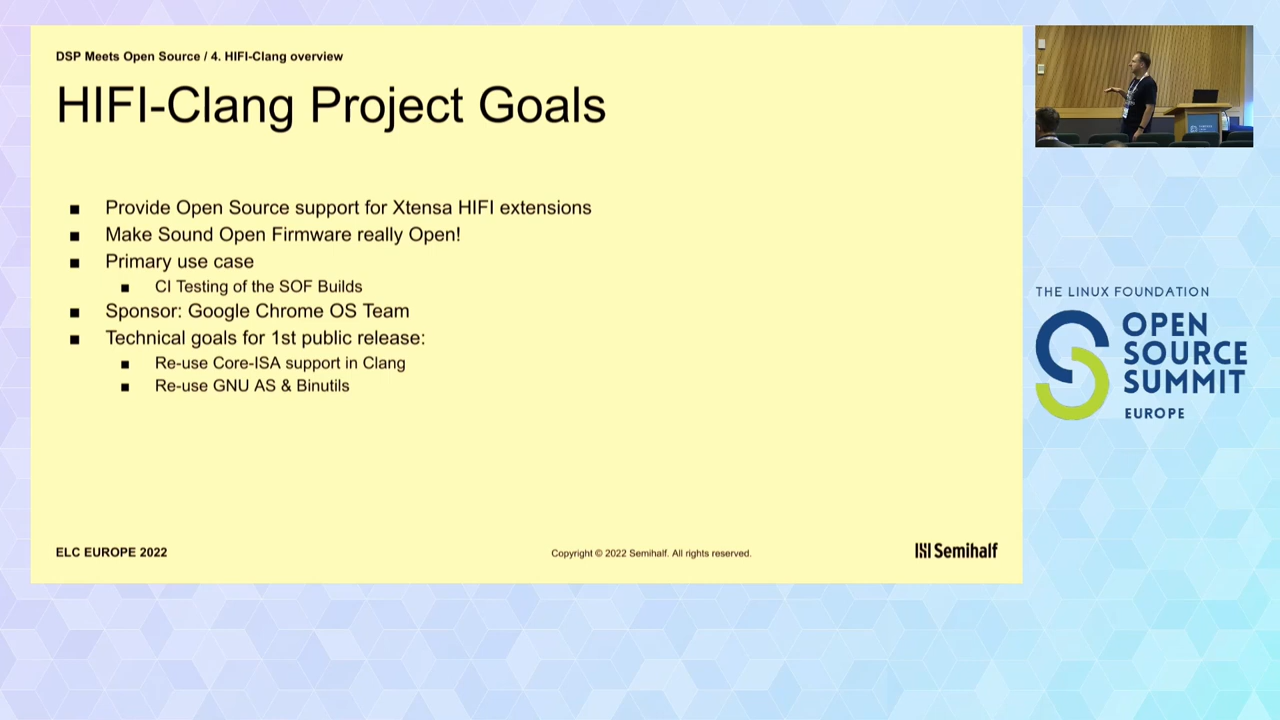 DSP Meets Open Source / 4. HIFI-Clang overview
HIFI-Clang Project Goals
Provide Open Source support for Xtensa HIFI extensions
Make Sound Open Firmware really Open!
Primary use case
CI Testing of the SOF Builds
Sponsor: Google Chrome OS Team
Technical goals for 1st public release:
Re-use Core-ISA support in Clang
Re-use GNU AS & Binutils
ELC EUROPE 2022
Copyright © 2022 Semihalf. All rights reserved.
Semihalf
THE LINUX FOUNDATION
OPEN
SOURCE
SUMMIT
EUROPE